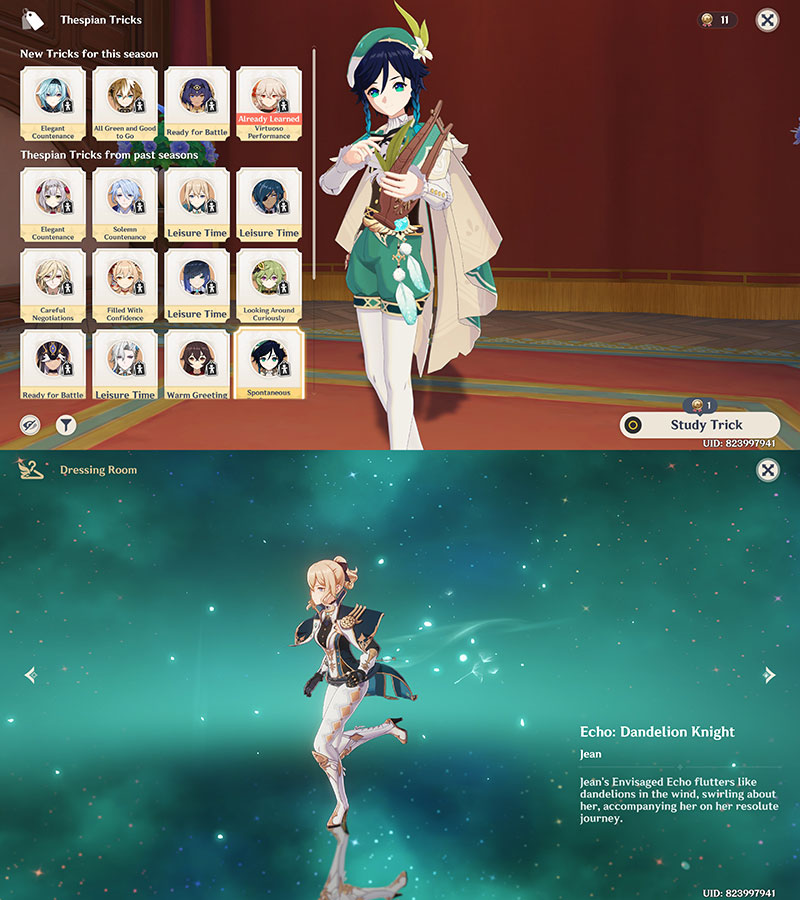 Thespian Tricks
11
New Tricks for this season
Elegant
Countenance
All Green and Good
to Go
Ready for Battle
Already Learned
Virtuoso
Performance
Thespian Tricks from past seasons
Elegant
Countenance
Solemn
Countenance
Leisure Time
Leisure Time
Careful
Negotiations
Filled With
Confidence
Leisure Time
Looking Around
Curiously
Ready for Battle
Leisure Time
Warm Greeting
Spontaneous
1
Study Trick
UID: 823997941
Dressing Room
Echo: Dandelion Knight
Jean
Jean's Envisaged Echo flutters like
dandelions in the wind, swirling about
her, accompanying her on her resolute
journey.
UID: 823997941